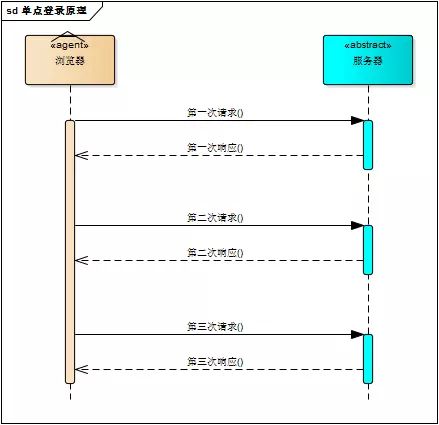 sd 单点登录原理
«agent»
浏览器
«abstract»
服务器
第一次请求()
第一次响应()
第二次请求()
第二次响应()
第三次请求()
第三次响应()